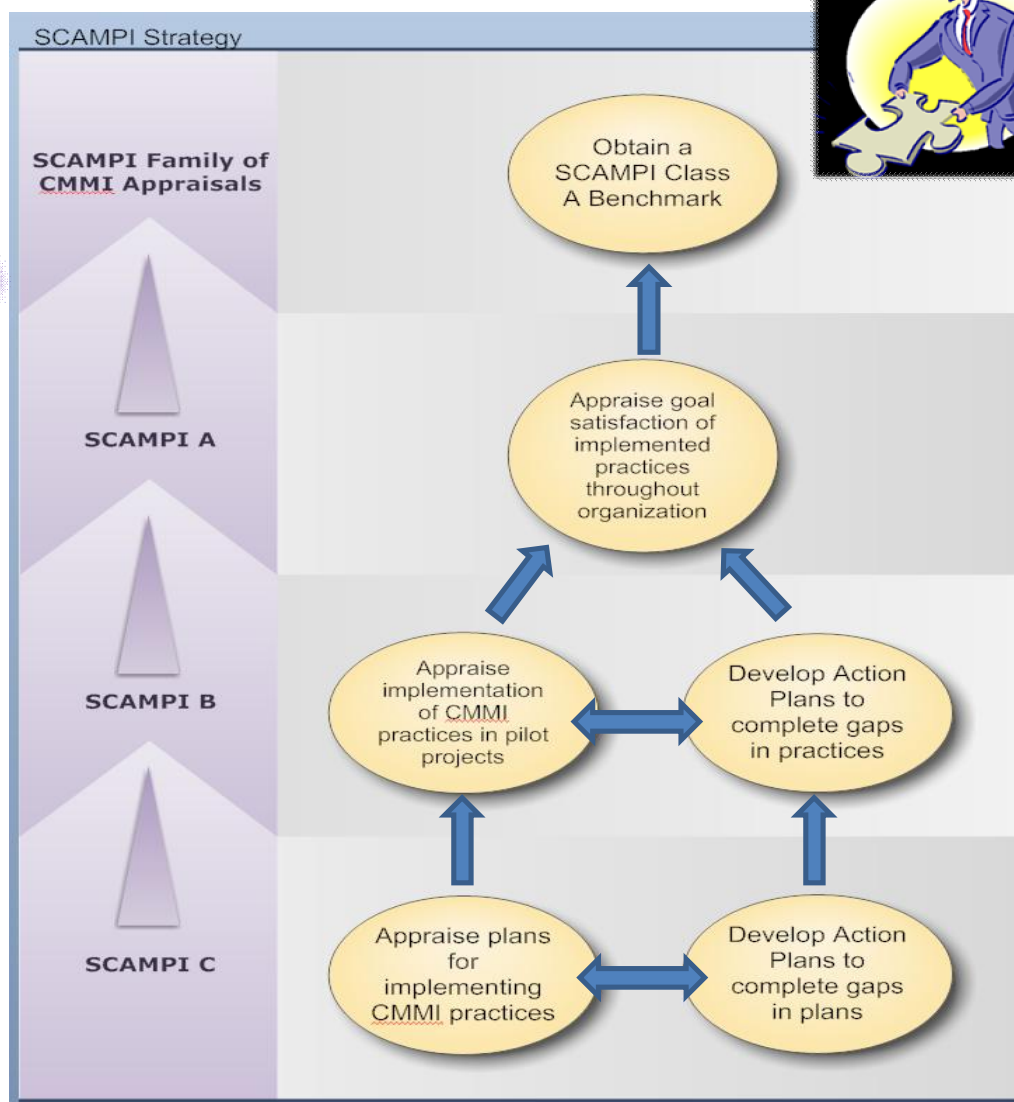 SCAMPI Strategy
SCAMPI Family of
CMMI Appraisals
Obtain a
SCAMPI Class
A Benchmark
SCAMPI A
Appraise goal
satisfaction of
implemented
practices
throughout
organization
SCAMPI B
Appraise
implementation
of CMMI
practices in pilot
projects
Develop Action
Plans to
complete gaps
in practices
SCAMPI C
Appraise plans
for
implementing
CMMI practices
Develop Action
Plans to
complete gaps
in plans